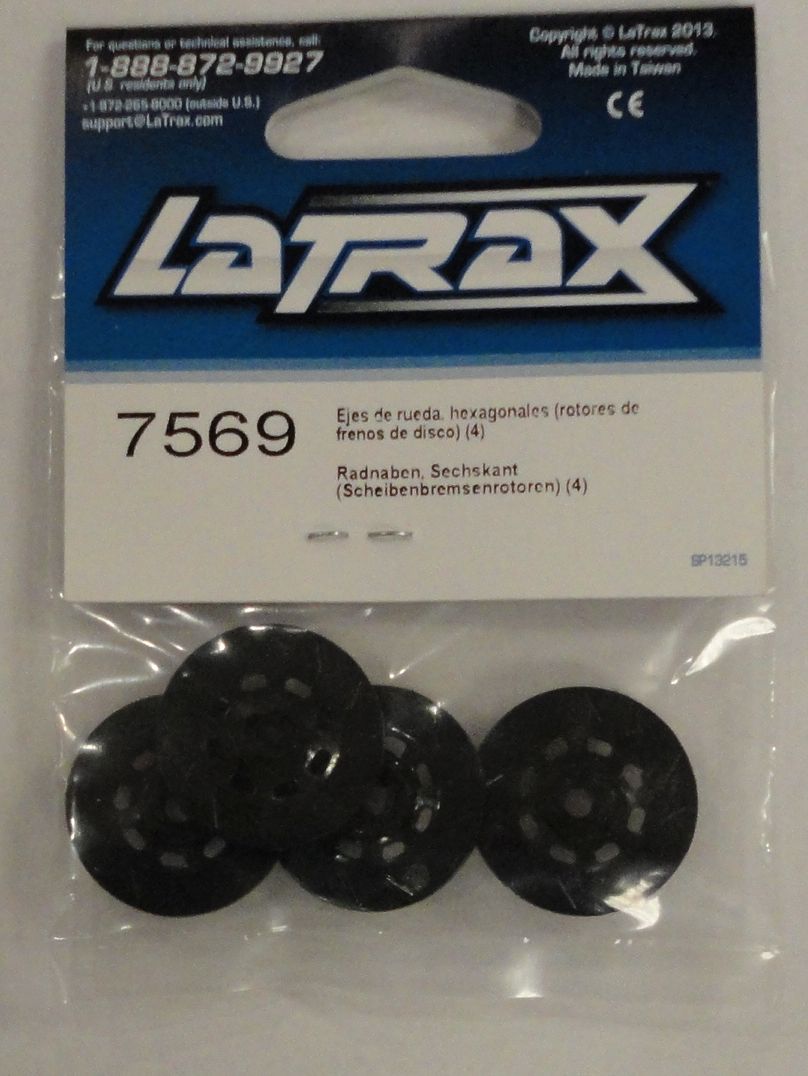 For questions or technical assistance, call:
1-888-872-9927
(U.S. residents only)
+1-972-265-8000 (outside U.S.)
support@LaTrax.com
Copyright © LaTrax 2013.
All rights reserved.
Made in Taiwan
CE
LaTRAX
7569
Ejes de rueda, hexagonales (rotores de
frenos de disco) (4)
Radnaben, Sechskant
(Scheibenbremsenrotoren) (4)
SP13215